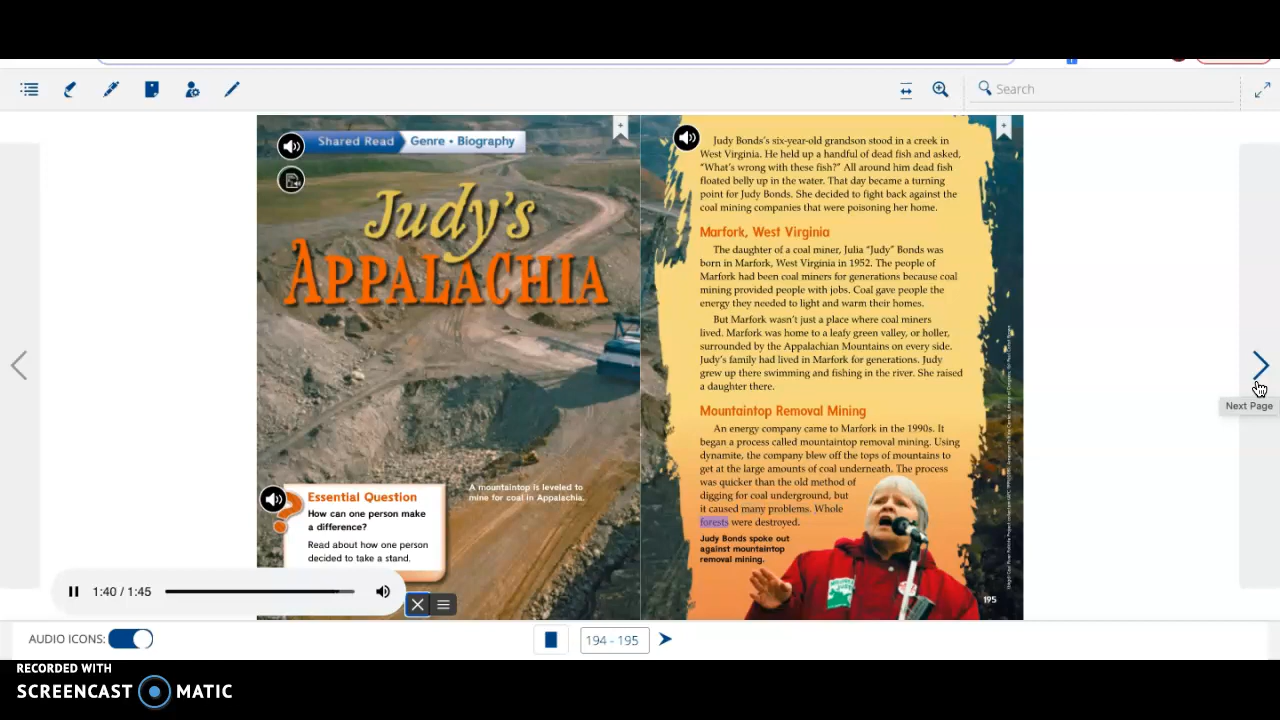 Search
Shared Read
Genre • Biography
Judy's
APPALACHIA
A mountaintop is leveled to
mine for coal in Appalachia.
Essential Question
How can one person make
a difference?
Read about how one person
decided to take a stand.
Judy Bonds's six-year-old grandson stood in a creek in
West Virginia. He held up a handful of dead fish and asked,
"What's wrong with these fish?" All around him dead fish
floated belly up in the water. That day became a turning
point for Judy Bonds. She decided to fight back against the
coal mining companies that were poisoning her home.
Marfork, West Virginia
The daughter of a coal miner, Julia "Judy" Bonds was
born in Marfork, West Virginia in 1952. The people of
Marfork had been coal miners for generations because coal
mining provided people with jobs. Coal gave people the
energy they needed to light and warm their homes.
But Marfork wasn't just a place where coal miners
lived. Marfork was home to a leafy green valley, or holler,
surrounded by the Appalachian Mountains on every side.
Judy's family had lived in Marfork for generations. Judy
grew up there swimming and fishing in the river. She raised
a daughter there.
Mountaintop Removal Mining
An energy company came to Marfork in the 1990s. It
began a process called mountaintop removal mining. Using
dynamite, the company blew off the tops of mountains to
get at the large amounts of coal underneath. The process
was quicker than the old method of
digging for coal underground, but
it caused many problems. Whole
forests were destroyed.
Judy Bonds spoke out
against mountaintop
removal mining.
195
Next Page
1:40 / 1:45
AUDIO ICONS:
194 - 195
RECORDED WITH
SCREENCAST MATIC